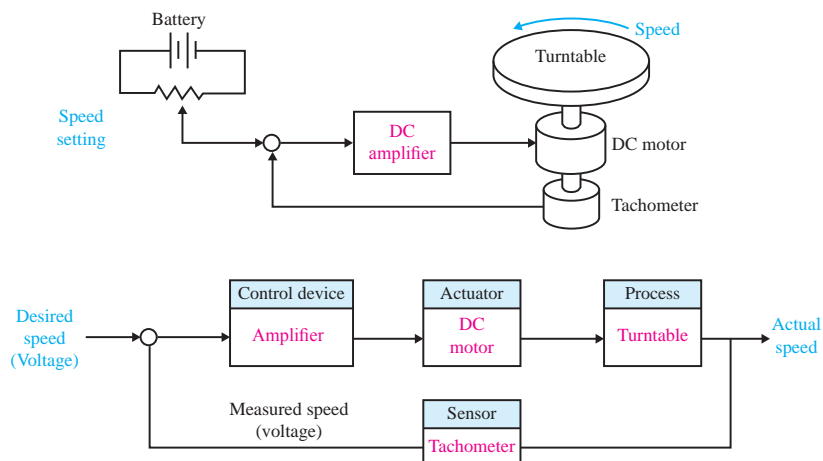 Battery
Speed
Turntable
Speed
setting
DC
amplifier
DC motor
Tachometer
Control device
Actuator
Process
Desired
speed
(Voltage)
Amplifier
DC
motor
Turntable
Actual
speed
Measured speed
(voltage)
Sensor
Tachometer